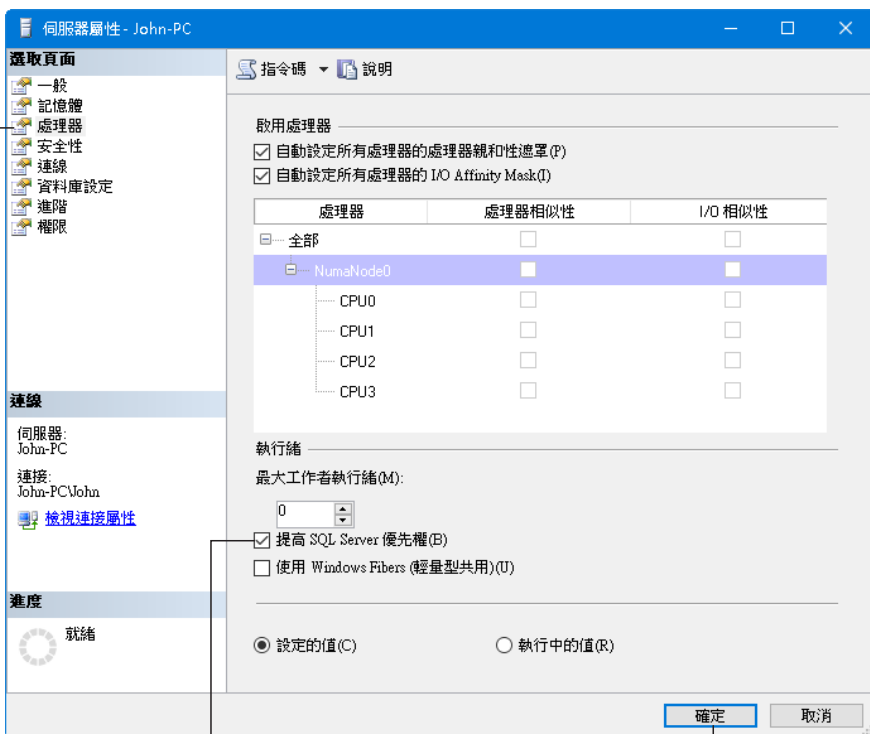 伺服器屬性 - John-PC
選取頁面
一般
記憶體
處理器
安全性
連線
資料庫設定
進階
權限
連線
伺服器:
John-PC
連接:
John-PC\John
檢視連接屬性
進度
就緒
指令碼 說明
啟用處理器
自動設定所有處理器的處理器親和性遮罩(P)
自動設定所有處理器的 I/O Affinity Mask(I)
處理器 處理器相似性 I/O 相似性
全部
NumaNode0
CPU0
CPU1
CPU2
CPU3
執行緒
最大工作者執行緒(M):
0
提高 SQL Server 優先權(B)
使用 Windows Fibers (輕量型共用)(U)
設定的值(C) 執行中的值(R)
確定 取消